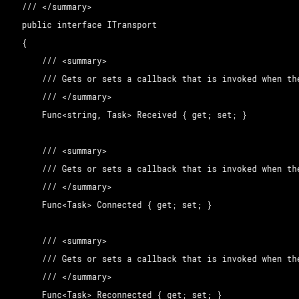 /// </summary>
public interface ITransport
{
/// <summary>
/// Gets or sets a callback that is invoked when the
/// </summary>
Func<string, Task> Received { get; set; }
/// <summary>
/// Gets or sets a callback that is invoked when the
/// </summary>
Func<Task> Connected { get; set; }
/// <summary>
/// Gets or sets a callback that is invoked when the
/// </summary>
Func<Task> Reconnected { get; set; }